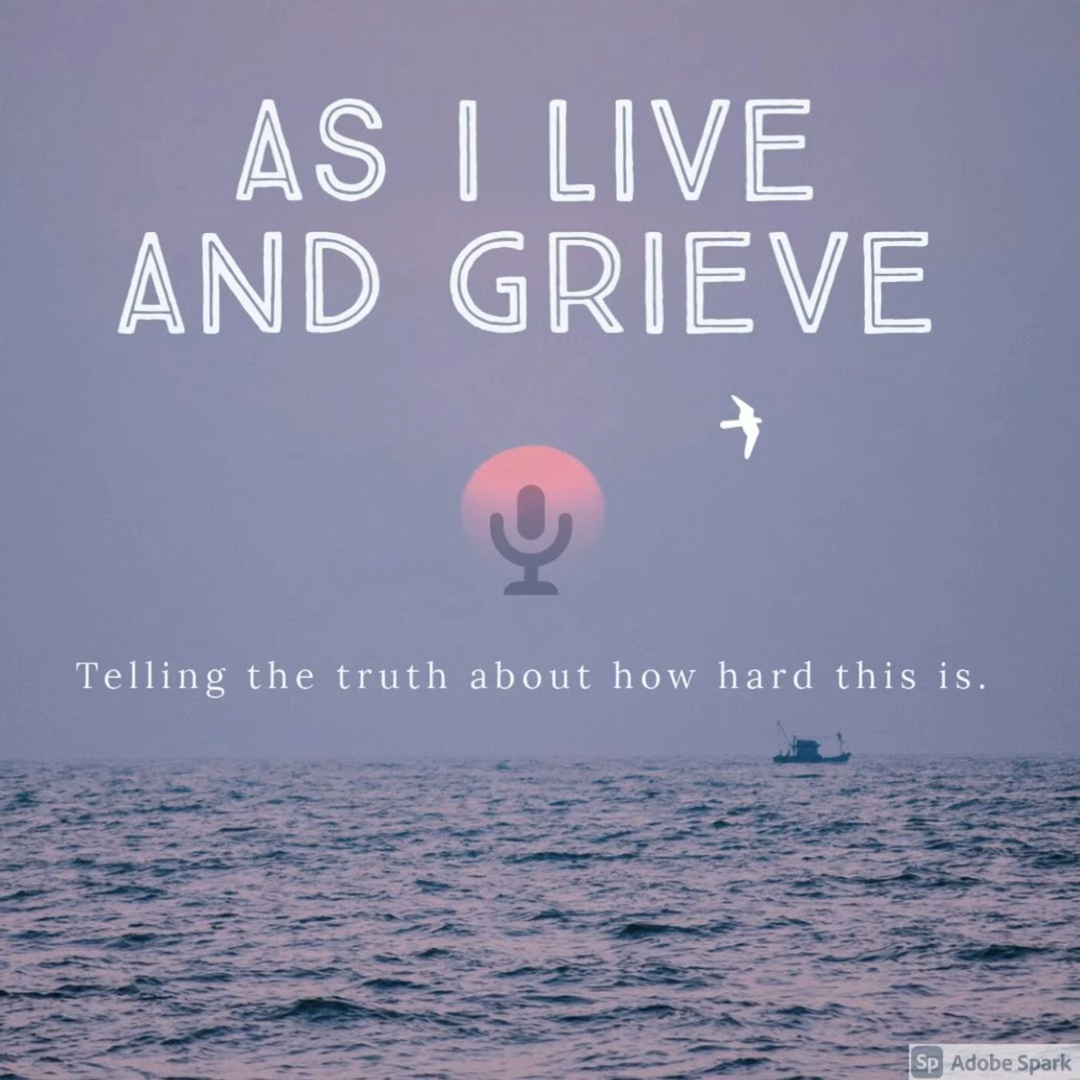 AS I LIVE
AND GRIEVE
Telling the truth about how hard this is.
Sp Adobe Spark